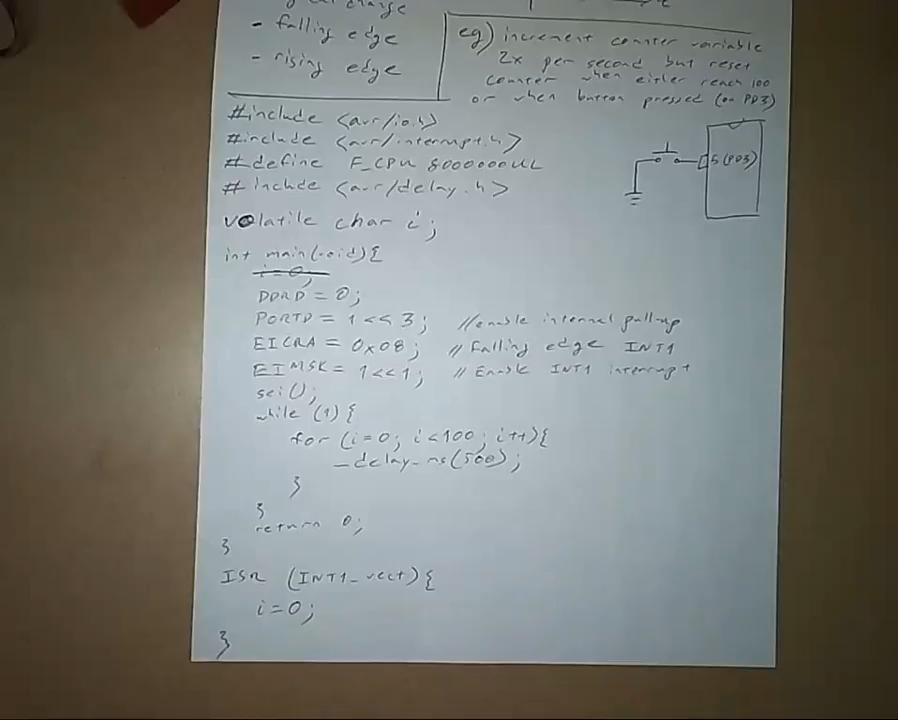 change
- falling edge
- rising edge
eg) increment counter variable
2x per second but reset
counter when either reach 100
or when button pressed (on PD3)
#include <avr/io.h>
#include <avr/interrupt.h>
#define F_CPU 8000000UL
#include <avr/delay.h>
5(PD3)
volatile char i;
int main(void){
i=0;
DDRD = 0;
PORTD = 1<<3; //enable internal pullup
EICRA = 0x08; // Falling edge INT1
EIMSK = 1<<1; // Enable INT1 interrupt
sei();
while (1){
for (i=0; i<100; i++){
_delay_ms(500);
}
}
return 0;
}
ISR (INT1_vect){
i=0;
}